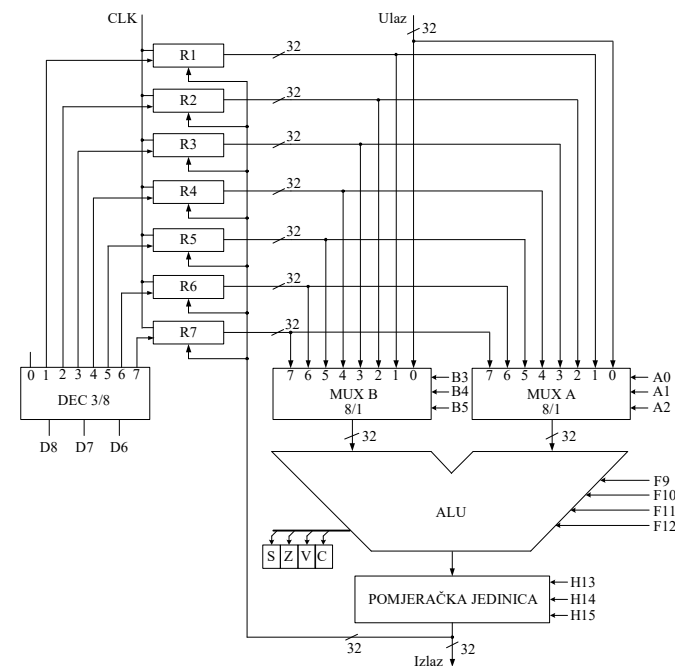 CLK Ulaz
32
R1 32
R2 32
R3 32
R4 32
R5 32
R6 32
R7 32
0 1 2 3 4 5 6 7
DEC 3/8
D8 D7 D6
7 6 5 4 3 2 1 0
MUX B
8/1
B3
B4
B5
7 6 5 4 3 2 1 0
MUX A
8/1
A0
A1
A2
32 32
ALU
F9
F10
F11
F12
S Z V C
POMJERAČKA JEDINICA
H13
H14
H15
32 32
Izlaz